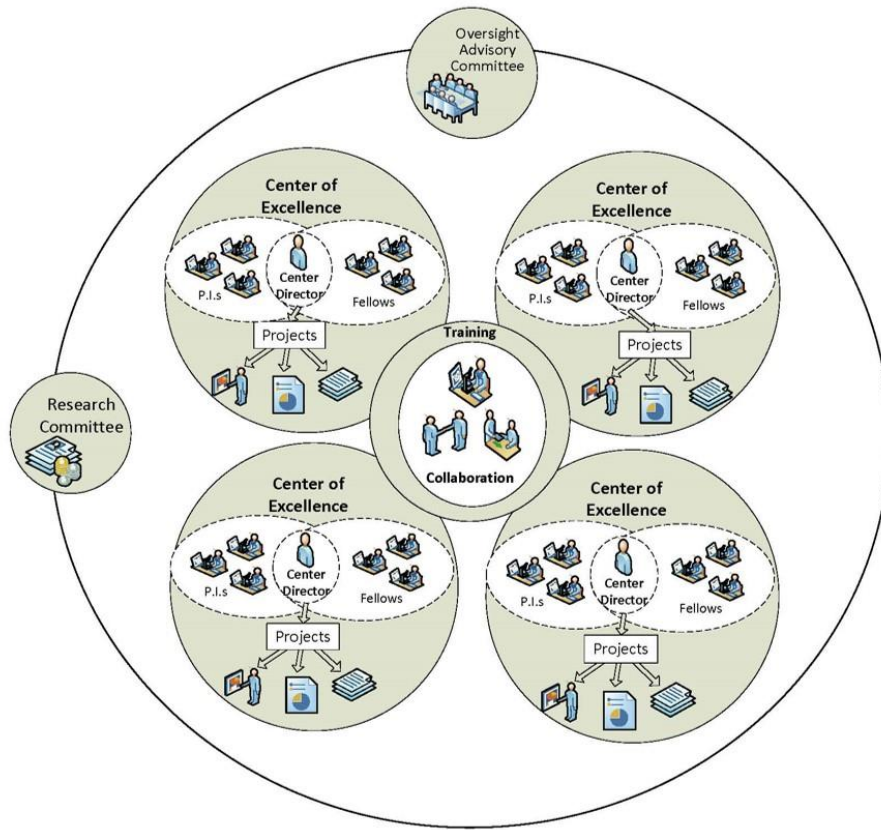 Oversight
Advisory
Committee
Center of
Excellence
P.I.s
Center
Director
Fellows
Projects
Center of
Excellence
P.I.s
Center
Director
Fellows
Projects
Research
Committee
Training
Collaboration
Center of
Excellence
P.I.s
Center
Director
Fellows
Projects
Center of
Excellence
P.I.s
Center
Director
Fellows
Projects